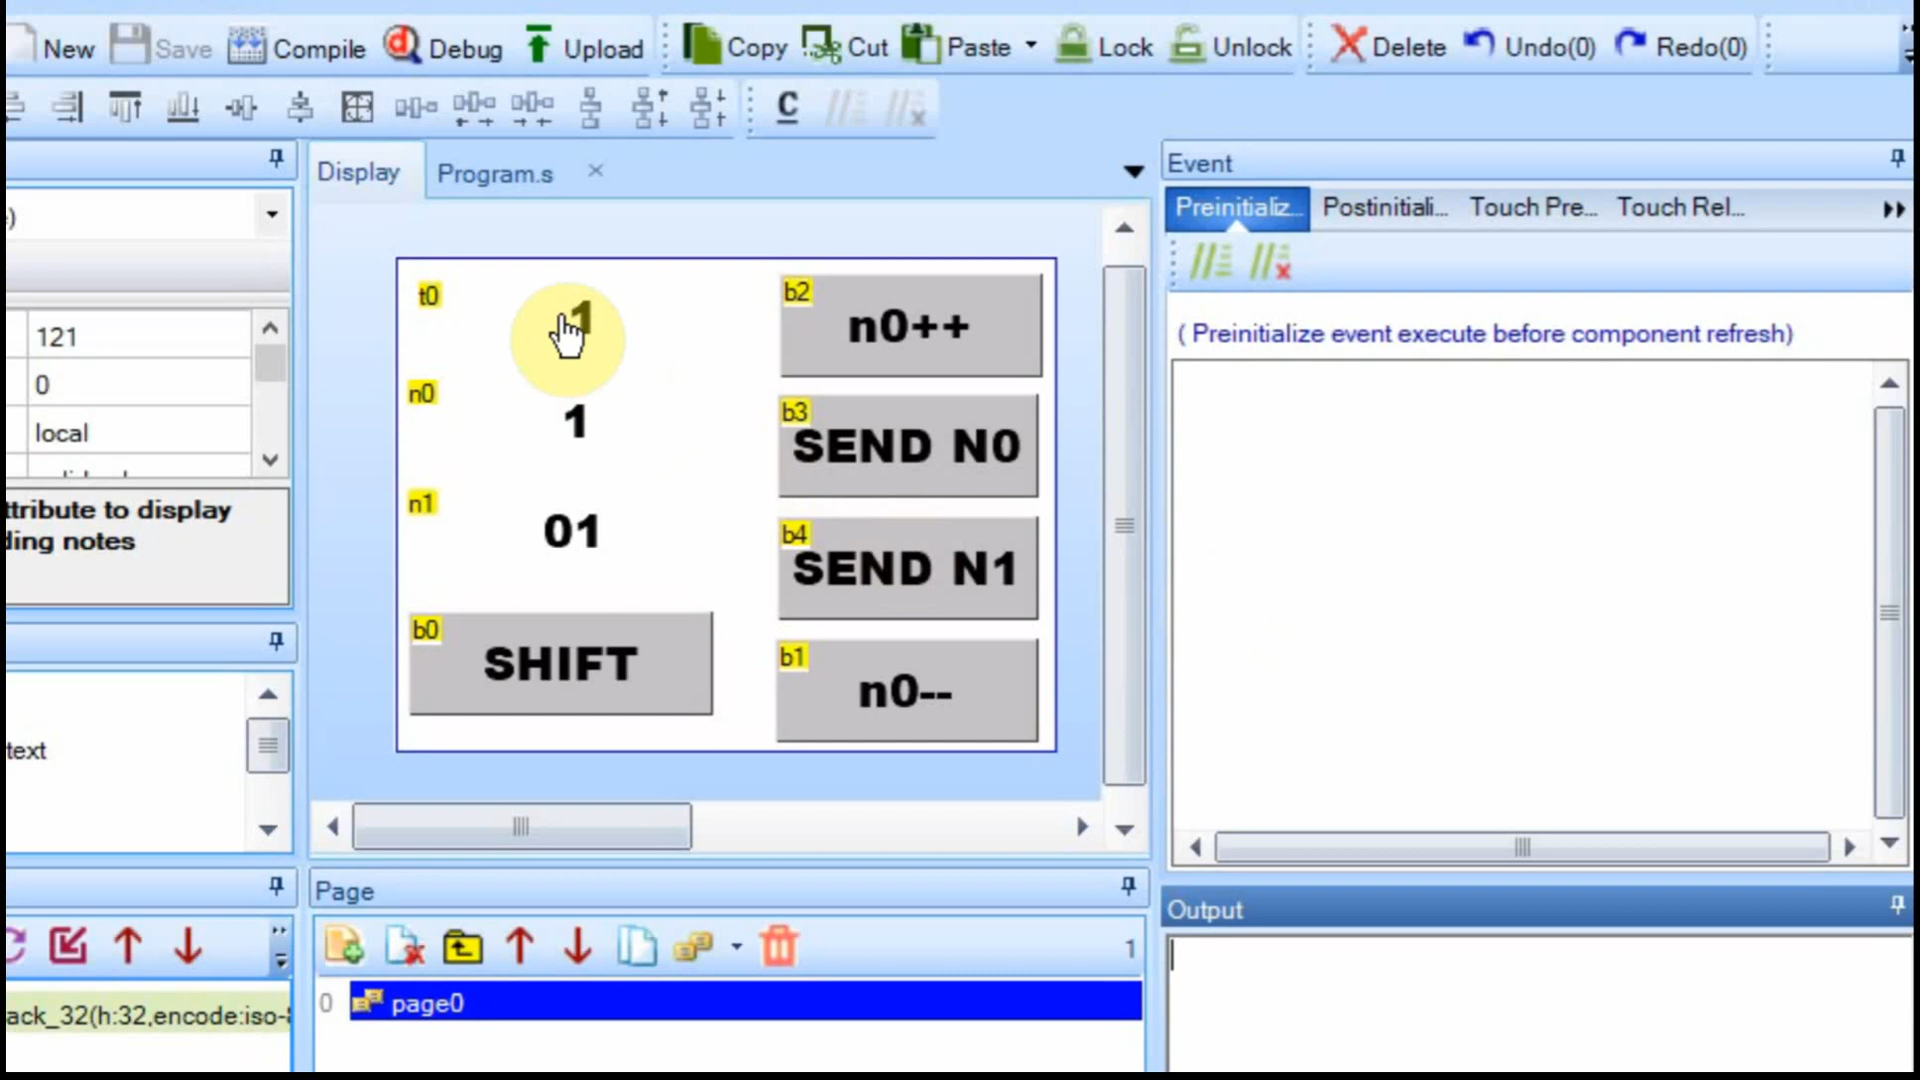 New Save Compile Debug Upload Copy Cut Paste Lock Unlock Delete Undo(0) Redo(0)
C
Display Program.s
)
121
0
local
ttribute to display
ding notes
text
ack_32(h:32,encode:iso-
t0 1
n0 1
n1 01
b0 SHIFT
b2 n0++
b3 SEND N0
b4 SEND N1
b1 n0--
Page
1
0 page0
Event
Preinitializ... Postinitiali... Touch Pre... Touch Rel...
( Preinitialize event execute before component refresh)
Output